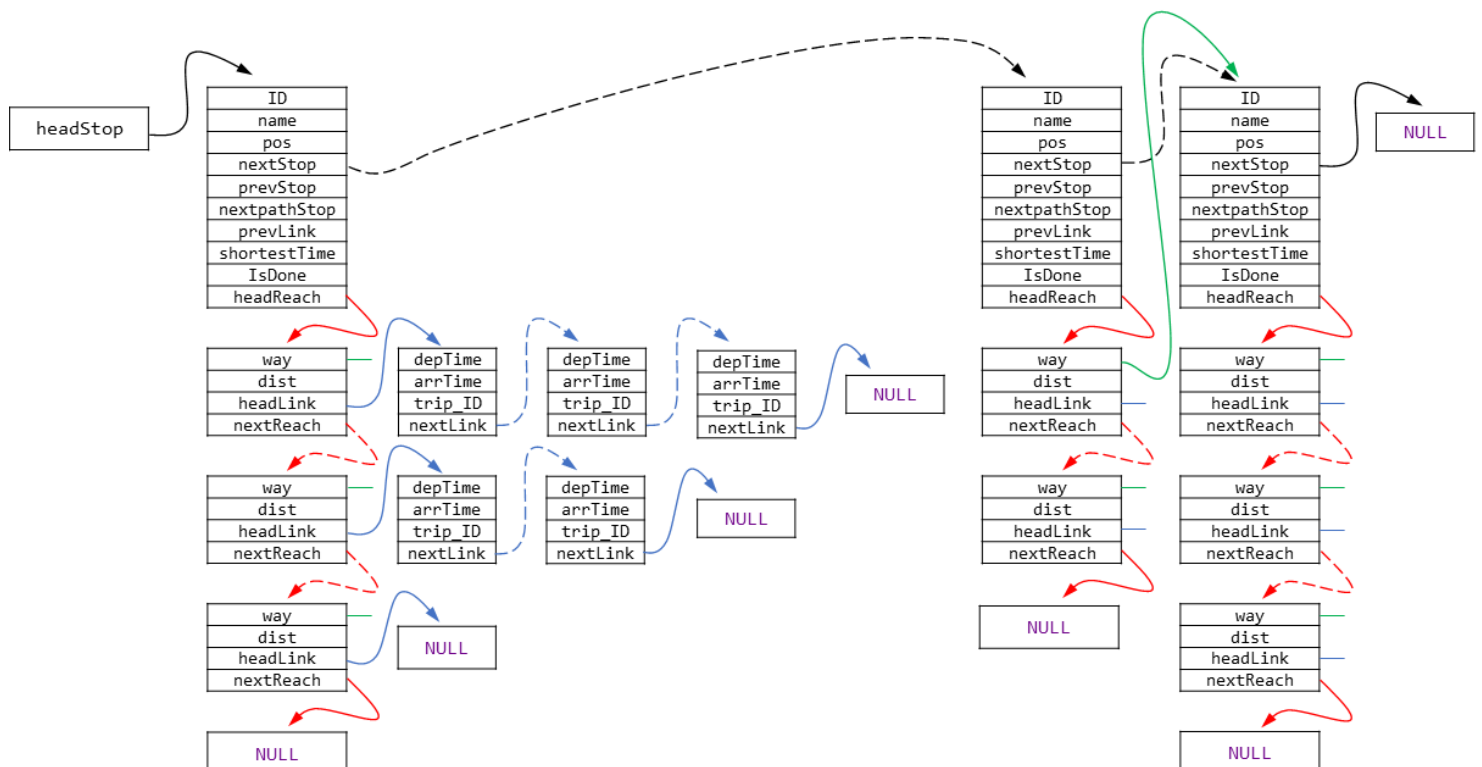 headStop
ID
name
pos
nextStop
prevStop
nextpathStop
prevLink
shortestTime
IsDone
headReach
way
dist
headLink
nextReach
depTime
arrTime
trip_ID
nextLink
depTime
arrTime
trip_ID
nextLink
depTime
arrTime
trip_ID
nextLink
NULL
way
dist
headLink
nextReach
depTime
arrTime
trip_ID
nextLink
depTime
arrTime
trip_ID
nextLink
NULL
way
dist
headLink
nextReach
NULL
NULL
ID
name
pos
nextStop
prevStop
nextpathStop
prevLink
shortestTime
IsDone
headReach
way
dist
headLink
nextReach
way
dist
headLink
nextReach
NULL
ID
name
pos
nextStop
prevStop
nextpathStop
prevLink
shortestTime
IsDone
headReach
NULL
way
dist
headLink
nextReach
way
dist
headLink
nextReach
way
dist
headLink
nextReach
NULL